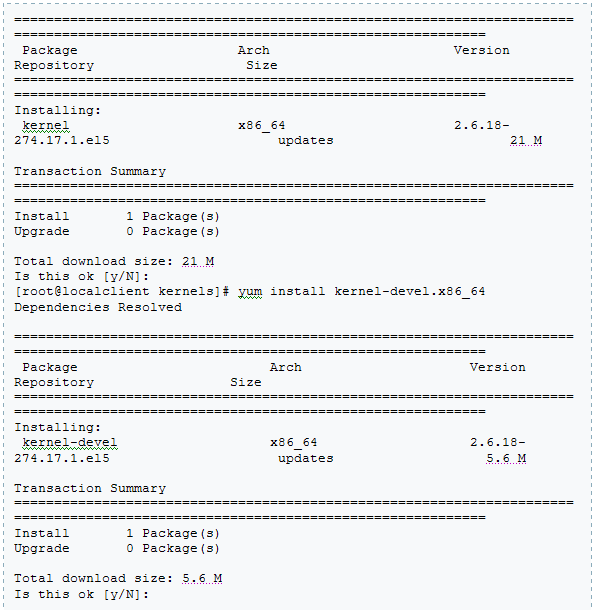 ================================================================================
===========================================================
 Package                    Arch                       Version
Repository                   Size
================================================================================
===========================================================
Installing:
 kernel                     x86_64                     2.6.18-
274.17.1.el5                     updates                      21 M

Transaction Summary
================================================================================
===========================================================
Install       1 Package(s)
Upgrade       0 Package(s)

Total download size: 21 M
Is this ok [y/N]:
[root@localclient kernels]# yum install kernel-devel.x86_64
Dependencies Resolved

================================================================================
===========================================================
 Package                        Arch                     Version
Repository                 Size
================================================================================
===========================================================
Installing:
 kernel-devel                   x86_64                   2.6.18-
274.17.1.el5                     updates                   5.6 M

Transaction Summary
================================================================================
===========================================================
Install       1 Package(s)
Upgrade       0 Package(s)

Total download size: 5.6 M
Is this ok [y/N]: